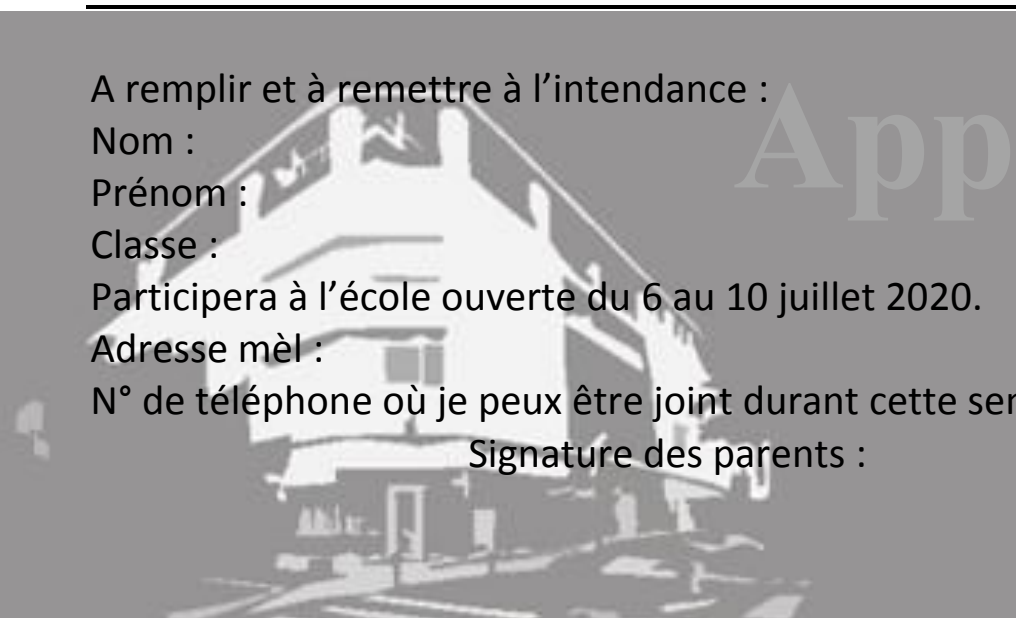 A remplir et à remettre à l’intendance :
App
Nom :
Prénom :
Classe :
Participera à l’école ouverte du 6 au 10 juillet 2020.
Adresse mèl :
N° de téléphone où je peux être joint durant cette
Signature des parents :